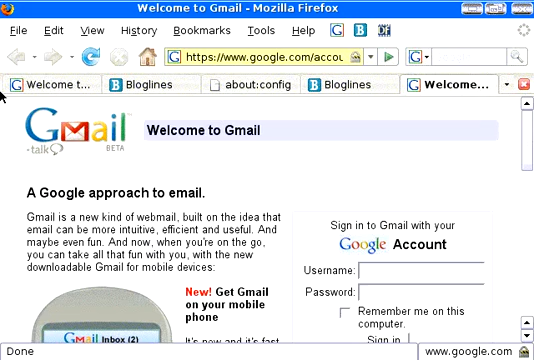 Welcome to Gmail - Mozilla Firefox
File Edit View History Bookmarks Tools Help G B DF
https://www.google.com/accou G
Welcome t... Bloglines about:config Bloglines Welcome...
Gmail
-talk BETA
Welcome to Gmail
A Google approach to email.
Gmail is a new kind of webmail, built on the idea that
email can be more intuitive, efficient and useful. And
maybe even fun. And now, when you're on the go,
you can take all that fun with you, with the new
downloadable Gmail for mobile devices:
New! Get Gmail
on your mobile
phone
It's now and it's fast
Gmail Inbox (2)
Sign in to Gmail with your
Google Account
Username:
Password:
Remember me on this
computer.
Sign in
Done www.google.com